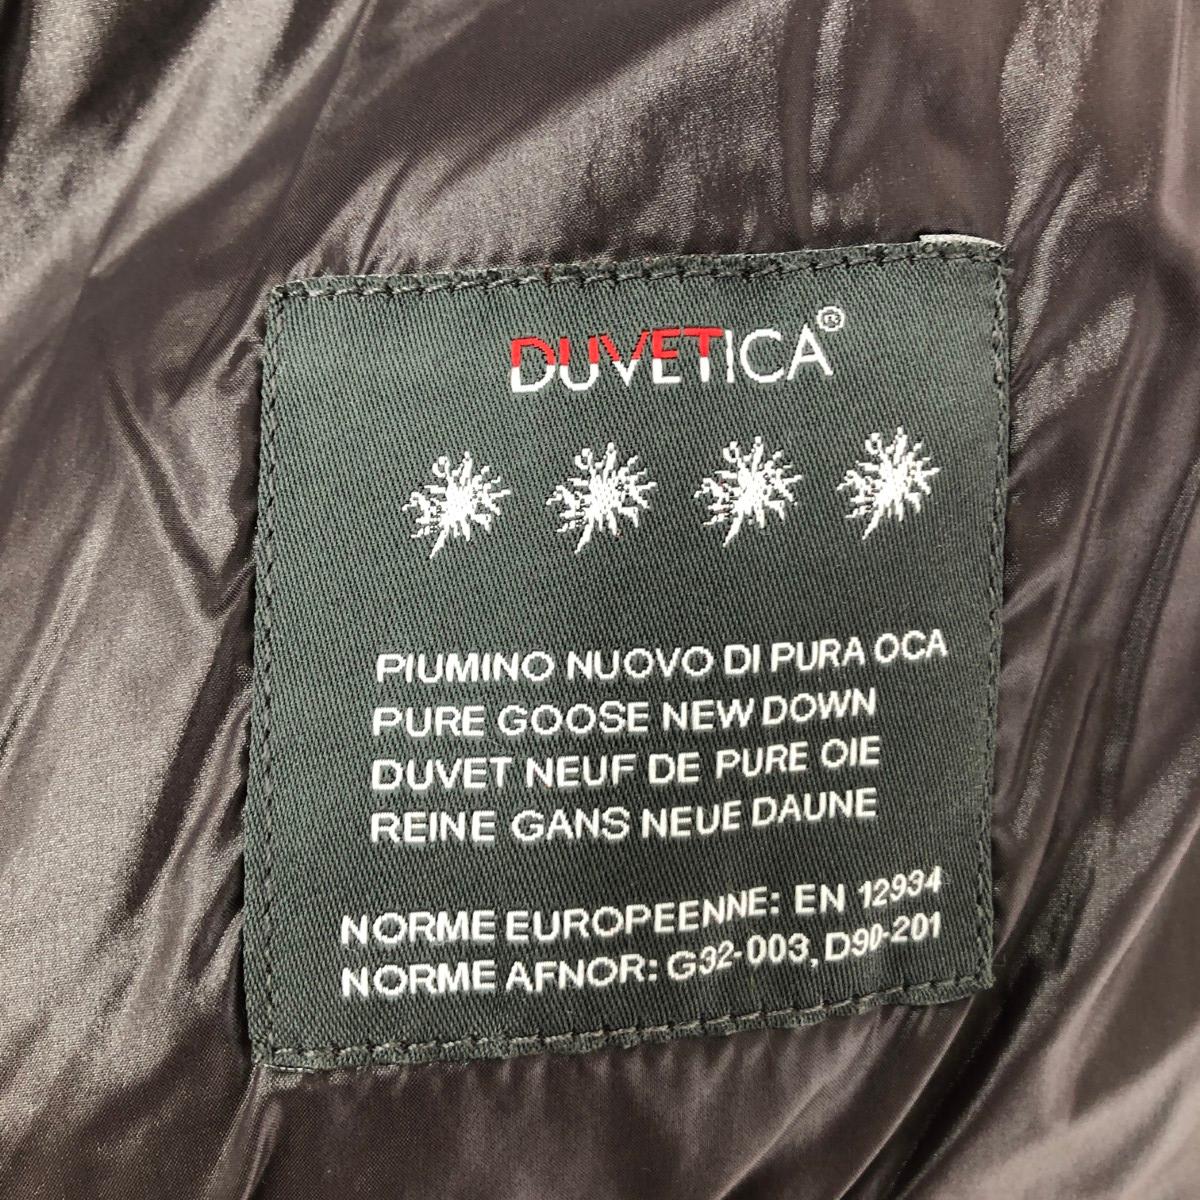 DUVETICA®
PIUMINO NUOVO DI PURA OCA
PURE GOOSE NEW DOWN
DUVET NEUF DE PURE OIE
REINE GANS NEUE DAUNE
NORME EUROPEENNE: EN 12934
NORME AFNOR: G32-003, D90-201